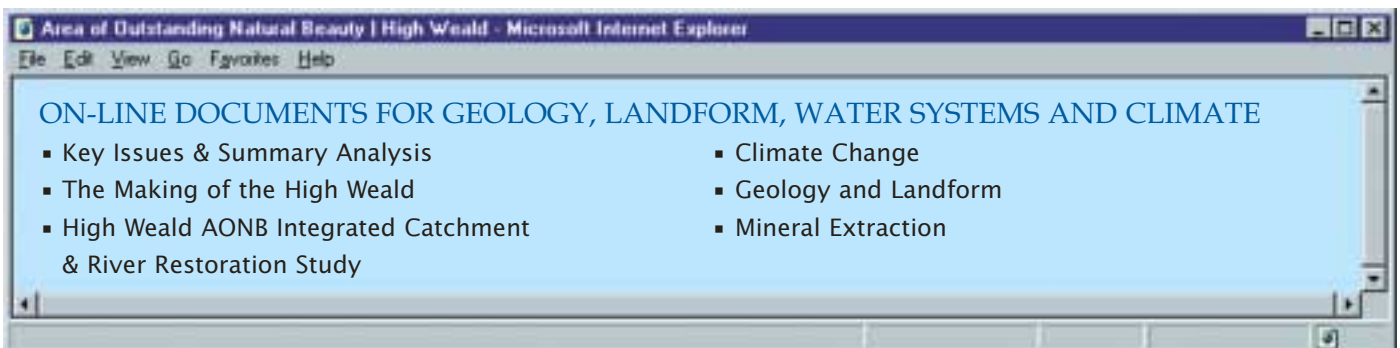 Area of Outstanding Natural Beauty | High Weald - Microsoft Internet Explorer
File Edit View Go Favorites Help
ON-LINE DOCUMENTS FOR GEOLOGY, LANDFORM, WATER SYSTEMS AND CLIMATE
▪ Key Issues & Summary Analysis
▪ The Making of the High Weald
▪ High Weald AONB Integrated Catchment
& River Restoration Study
▪ Climate Change
▪ Geology and Landform
▪ Mineral Extraction